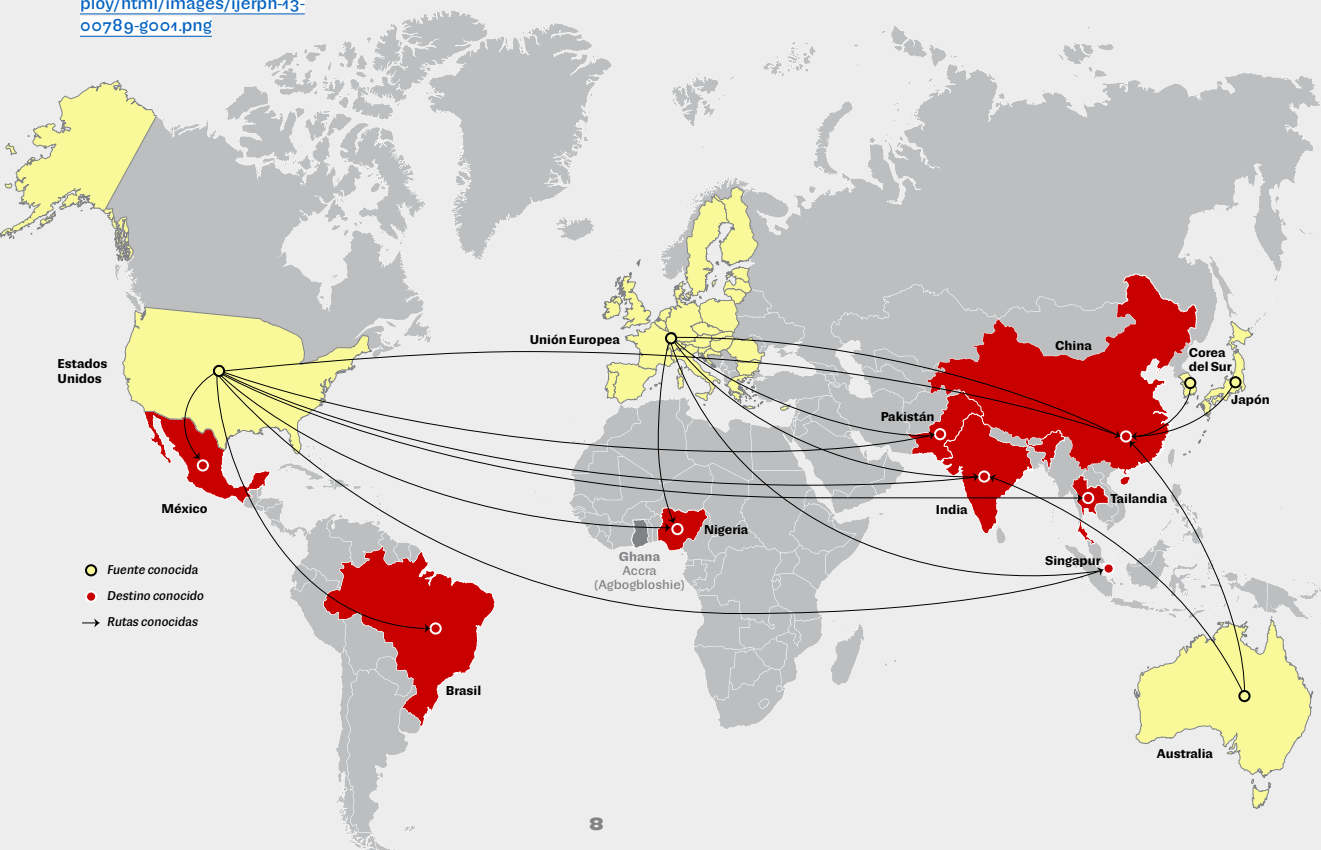 ploy/html/images/ijerph-13-
00789-g001.png
Estados
Unidos
Unión Europea
China
Corea
del Sur
Japón
Pakistán
México
India
Tailandia
Nigeria
Ghana
Accra
(Agbogbloshie)
Singapur
Fuente conocida
Destino conocido
Rutas conocidas
Brasil
Australia
8